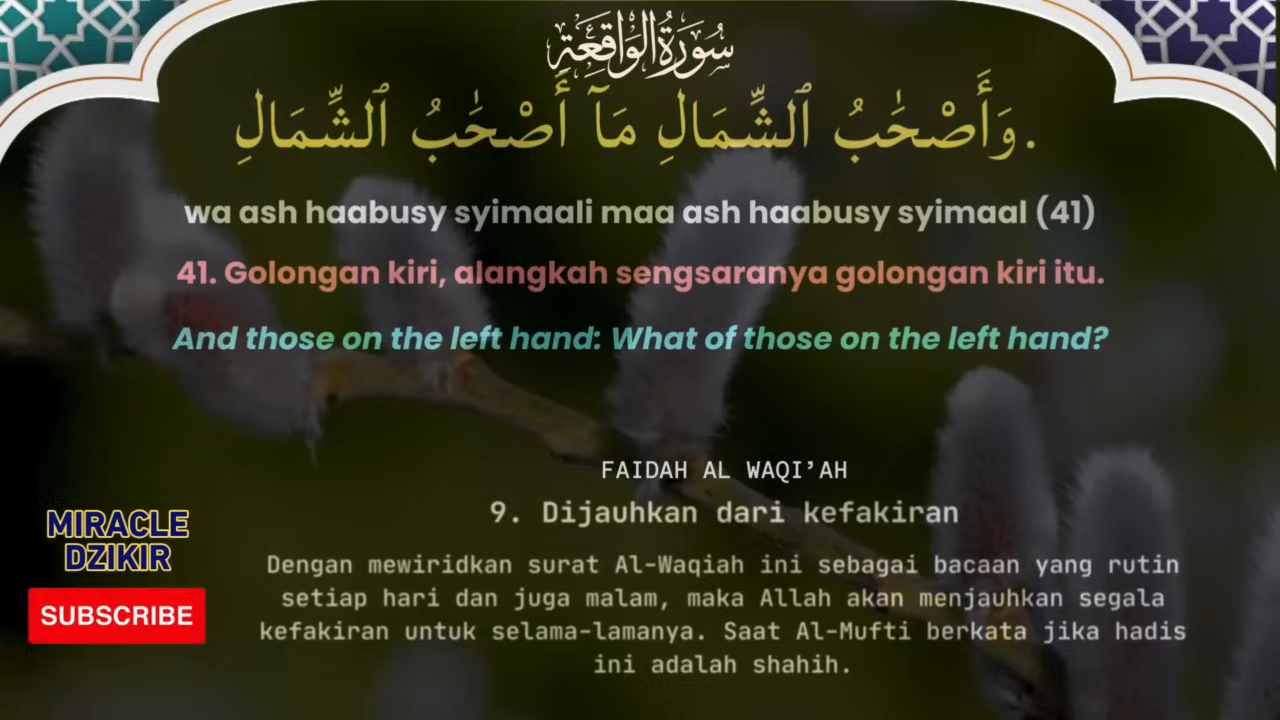 سُورَةُ الوَاقِعَةِ
وَأَصْحَٰبُ ٱلشِّمَالِ مَآ أَصْحَٰبُ ٱلشِّمَالِ.
wa ash haabusy syimaali maa ash haabusy syimaal (41)
41. Golongan kiri, alangkah sengsaranya golongan kiri itu.
And those on the left hand: What of those on the left hand?
FAIDAH AL WAQI’AH
9. Dijauhkan dari kefakiran
Dengan mewiridkan surat Al-Waqiah ini sebagai bacaan yang rutin
setiap hari dan juga malam, maka Allah akan menjauhkan segala
kefakiran untuk selama-lamanya. Saat Al-Mufti berkata jika hadis
ini adalah shahih.
MIRACLE
DZIKIR
SUBSCRIBE